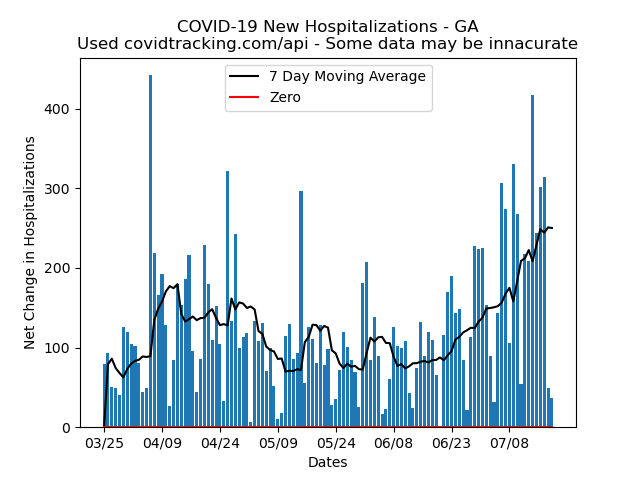 COVID-19 New Hospitalizations - GA
Used covidtracking.com/api - Some data may be innacurate
7 Day Moving Average
Zero
Net Change in Hospitalizations
400
300
200
100
0
03/25 04/09 04/24 05/09 05/24 06/08 06/23 07/08
Dates